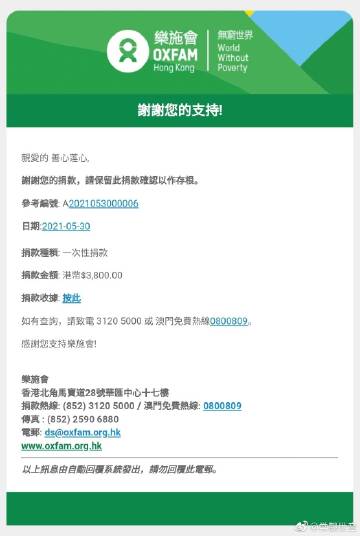 樂施會
OXFAM
Hong Kong
無窮世界
World
Without
Poverty
謝謝您的支持!
親愛的 善心蓮心,
謝謝您的捐款，請保留此捐款確認以作存根。
參考編號: A2021053000006
日期:2021-05-30
捐款種類: 一次性捐款
捐款金額: 港幣$3,800.00
捐款收據: 按此
如有查詢，請致電 3120 5000 或 澳門免費熱線0800809。
感謝您支持樂施會!
樂施會
香港北角馬寶道28號華匯中心十七樓
捐款熱線: (852) 3120 5000 / 澳門免費熱線: 0800809
傳真 : (852) 2590 6880
電郵: ds@oxfam.org.hk
www.oxfam.org.hk
以上訊息由自動回覆系統發出，請勿回覆此電郵。